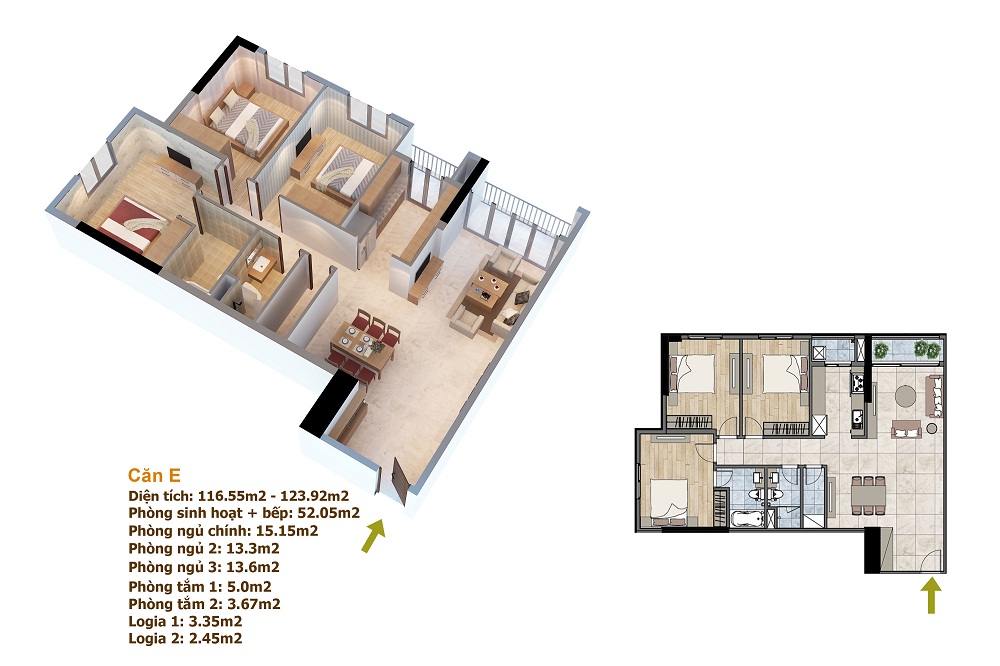 Căn E
Diện tích: 116.55m2 - 123.92m2
Phòng sinh hoạt + bếp: 52.05m2
Phòng ngủ chính: 15.15m2
Phòng ngủ 2: 13.3m2
Phòng ngủ 3: 13.6m2
Phòng tắm 1: 5.0m2
Phòng tắm 2: 3.67m2
Logia 1: 3.35m2
Logia 2: 2.45m2